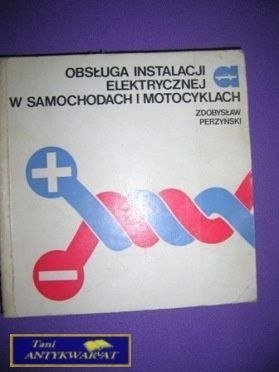 OBSŁUGA INSTALACJI
ELEKTRYCZNEJ
W SAMOCHODACH I MOTOCYKLACH
ZDOBYSŁAW
PERZYŃSKI
Tani
ANTYKWARIAT